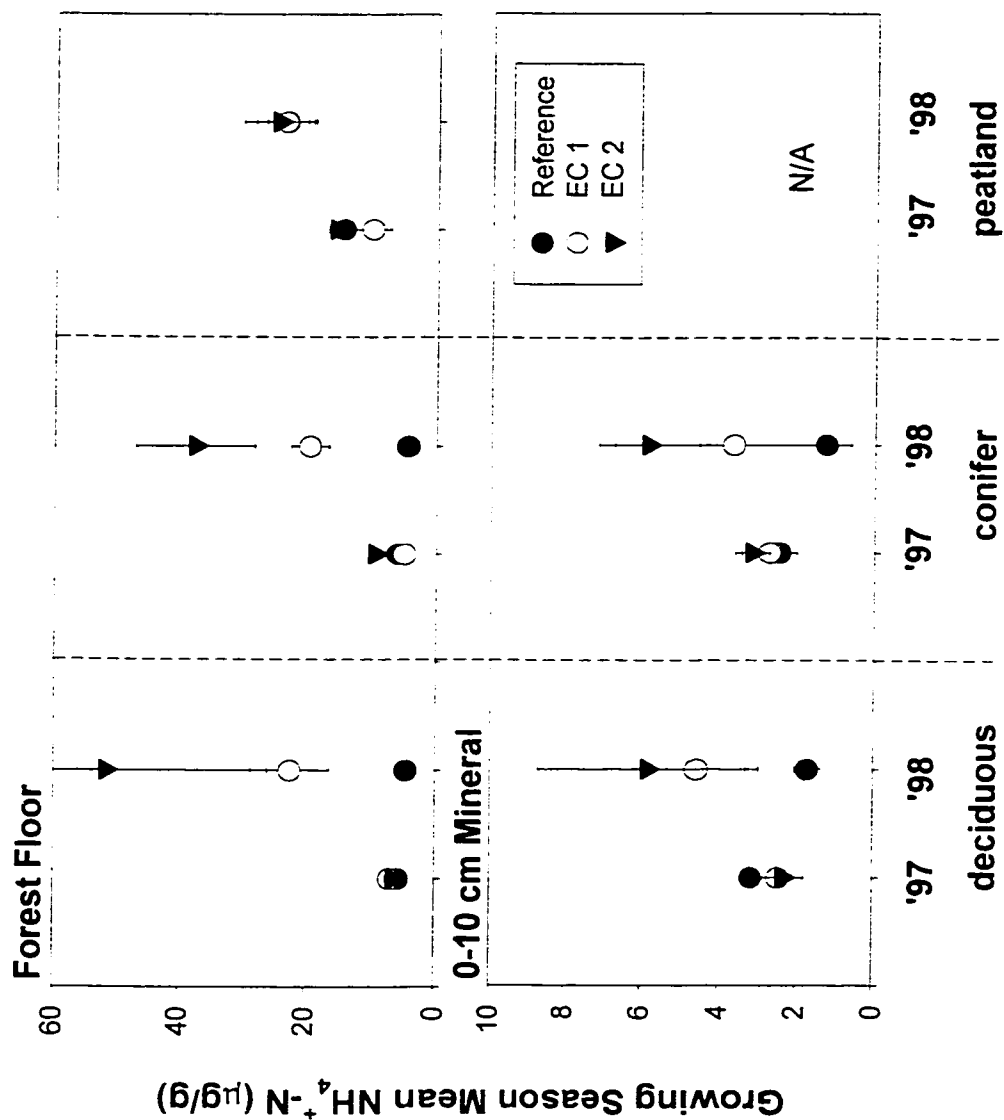 Growing Season Mean NH4+-N (µg/g)
Forest Floor
60
40
20
0
0-10 cm Mineral
10
8
6
4
2
0
Reference
EC 1
EC 2
N/A
'97 '98 '97 '98 '97 '98
deciduous conifer peatland